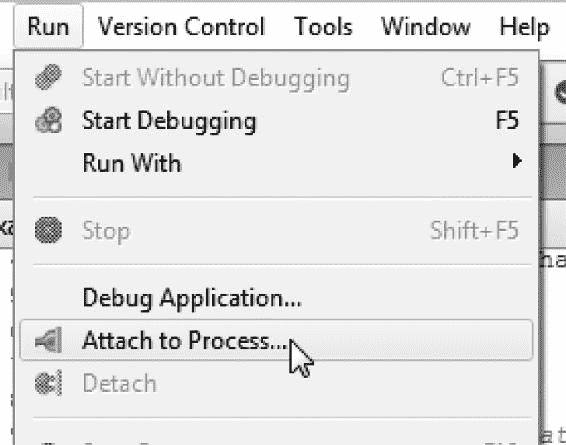 Run Version Control Tools Window Help
Start Without Debugging Ctrl+F5
Start Debugging F5
Run With
Stop Shift+F5
Debug Application...
Attach to Process...
Detach